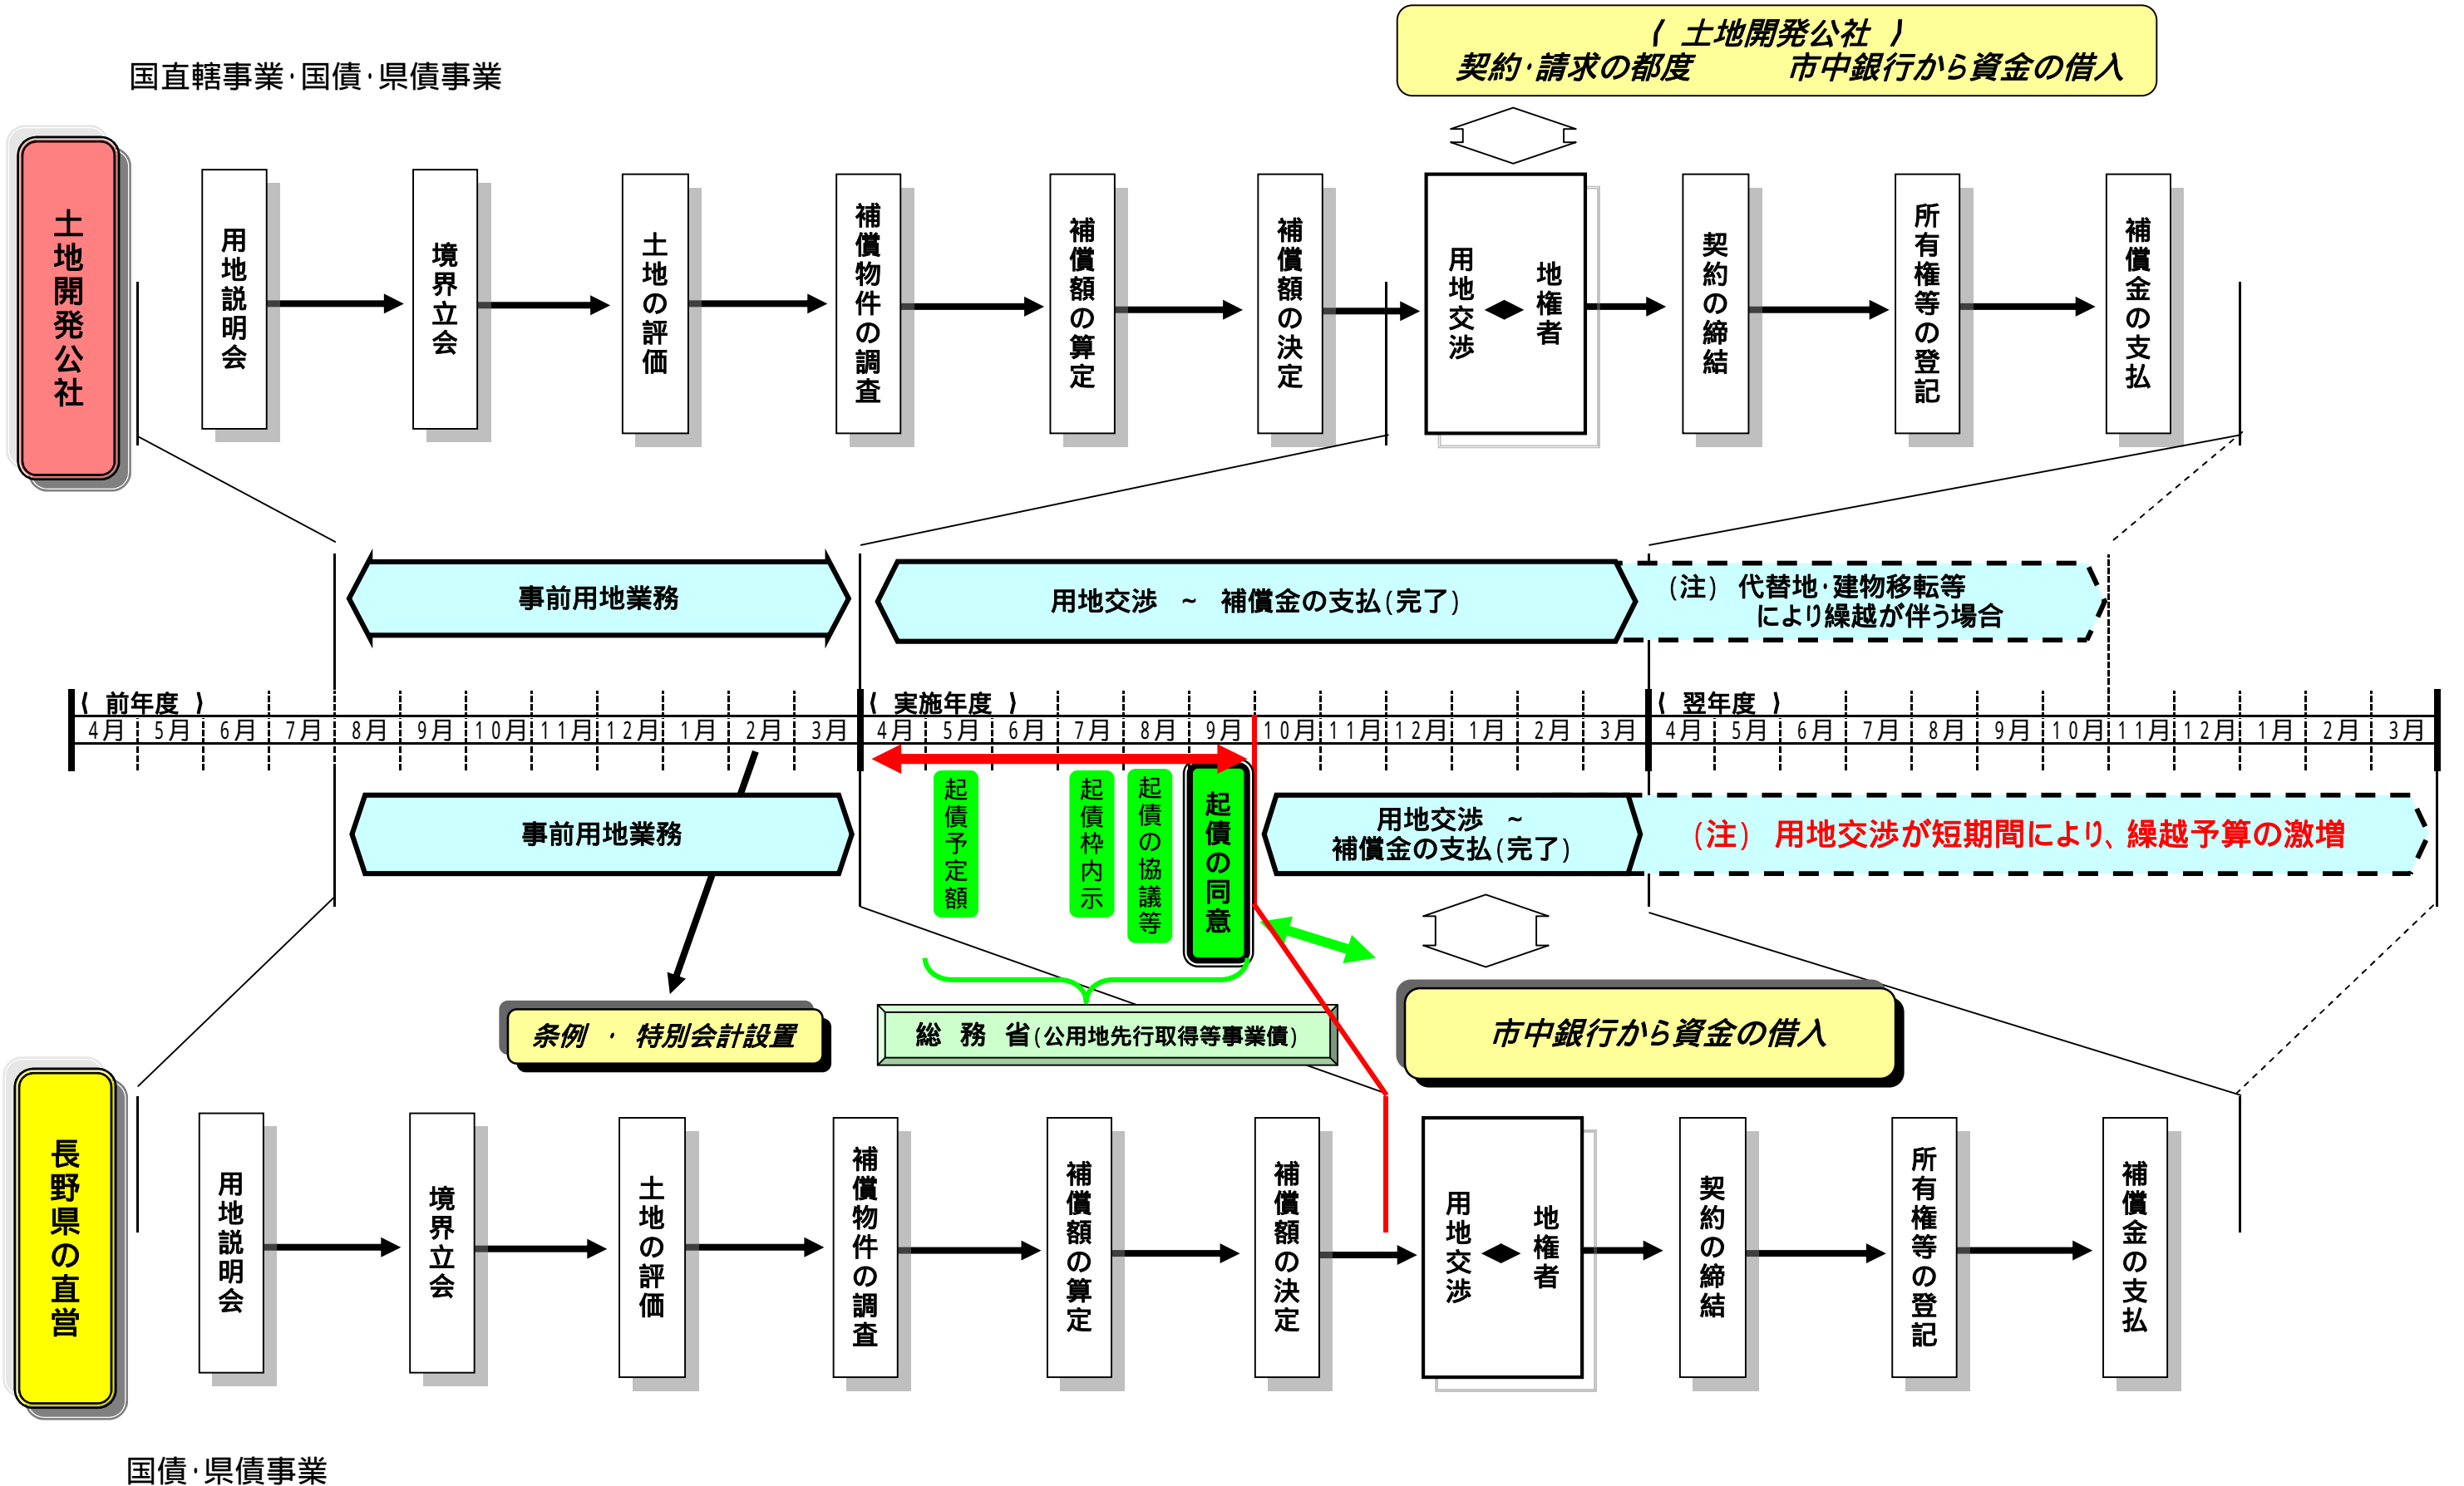 〈 土地開発公社 〉
契約・請求の都度 市中銀行から資金の借入
国直轄事業・国債・県債事業
土地開発公社
用地説明会
境界立会
土地の評価
補償物件の調査
補償額の算定
補償額の決定
用地交渉
地権者
契約の締結
所有権等の登記
補償金の支払
事前用地業務
用地交渉 ~ 補償金の支払(完了)
(注) 代替地・建物移転等
により繰越が伴う場合
〈 前年度 〉
〈 実施年度 〉
〈 翌年度 〉
4月 5月 6月 7月 8月 9月 10月 11月 12月 1月 2月 3月 4月 5月 6月 7月 8月 9月 10月 11月 12月 1月 2月 3月 4月 5月 6月 7月 8月 9月 10月 11月 12月 1月 2月 3月
事前用地業務
起債予定額
起債枠内示
起債の協議等
起債の同意
用地交渉 ~
補償金の支払(完了)
(注) 用地交渉が短期間により、繰越予算の激増
条例 ・ 特別会計設置
総 務 省(公用地先行取得等事業債)
市中銀行から資金の借入
長野県の直営
用地説明会
境界立会
土地の評価
補償物件の調査
補償額の算定
補償額の決定
用地交渉
地権者
契約の締結
所有権等の登記
補償金の支払
国債・県債事業